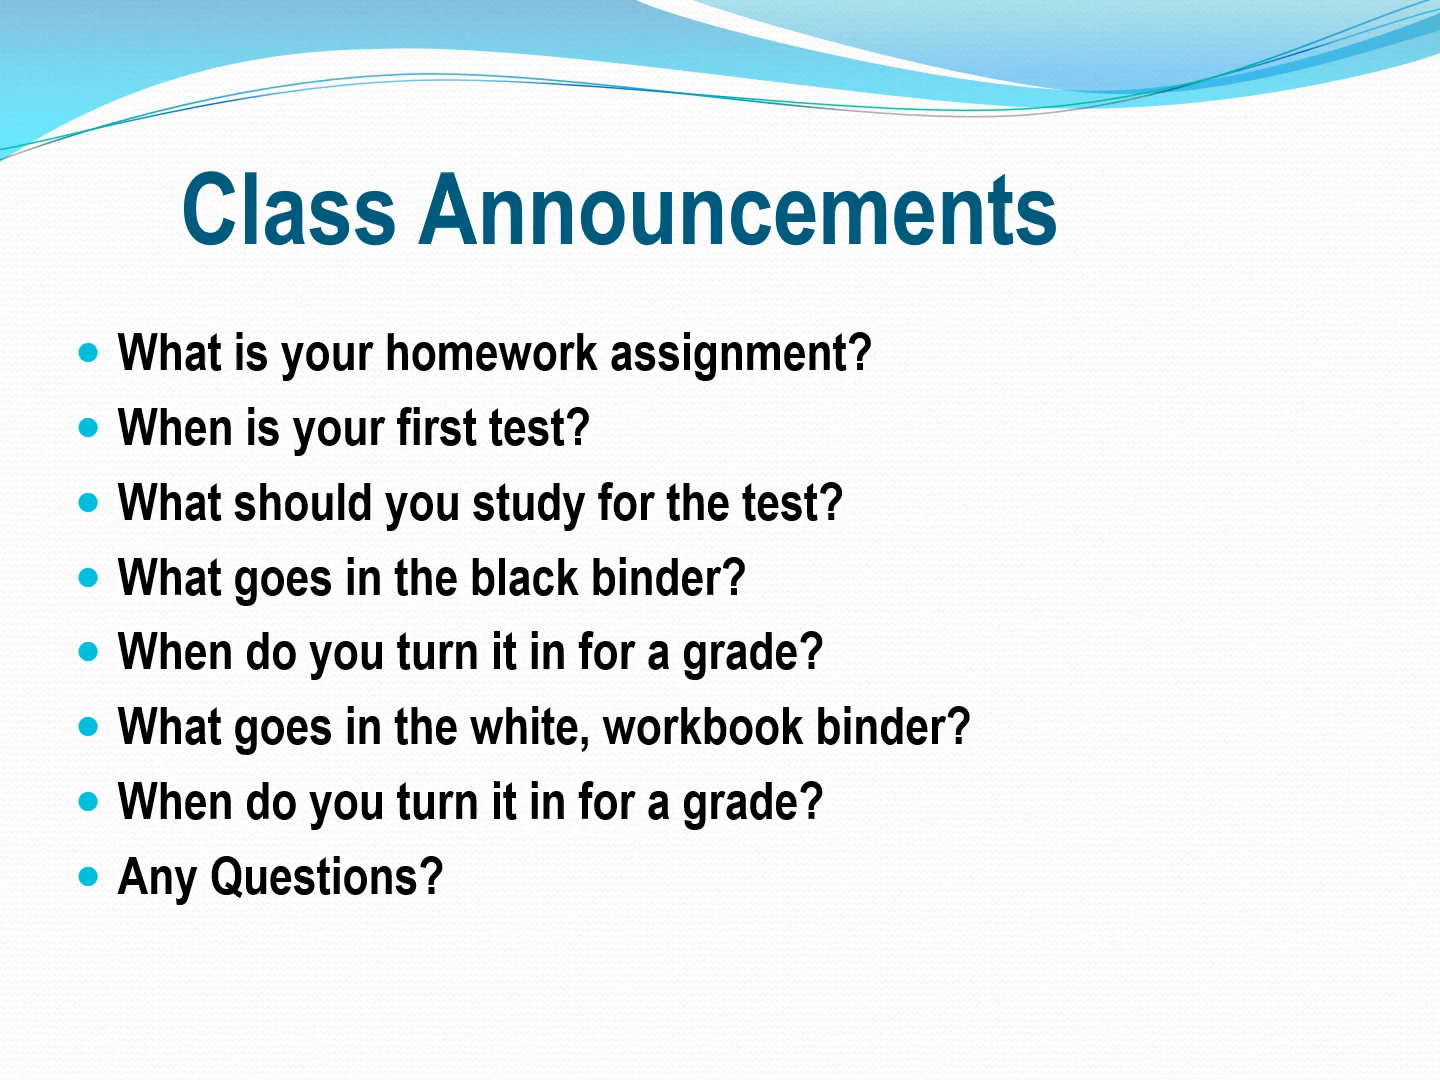 Class Announcements
What is your homework assignment?
When is your first test?
What should you study for the test?
What goes in the black binder?
When do you turn it in for a grade?
What goes in the white, workbook binder?
When do you turn it in for a grade?
Any Questions?